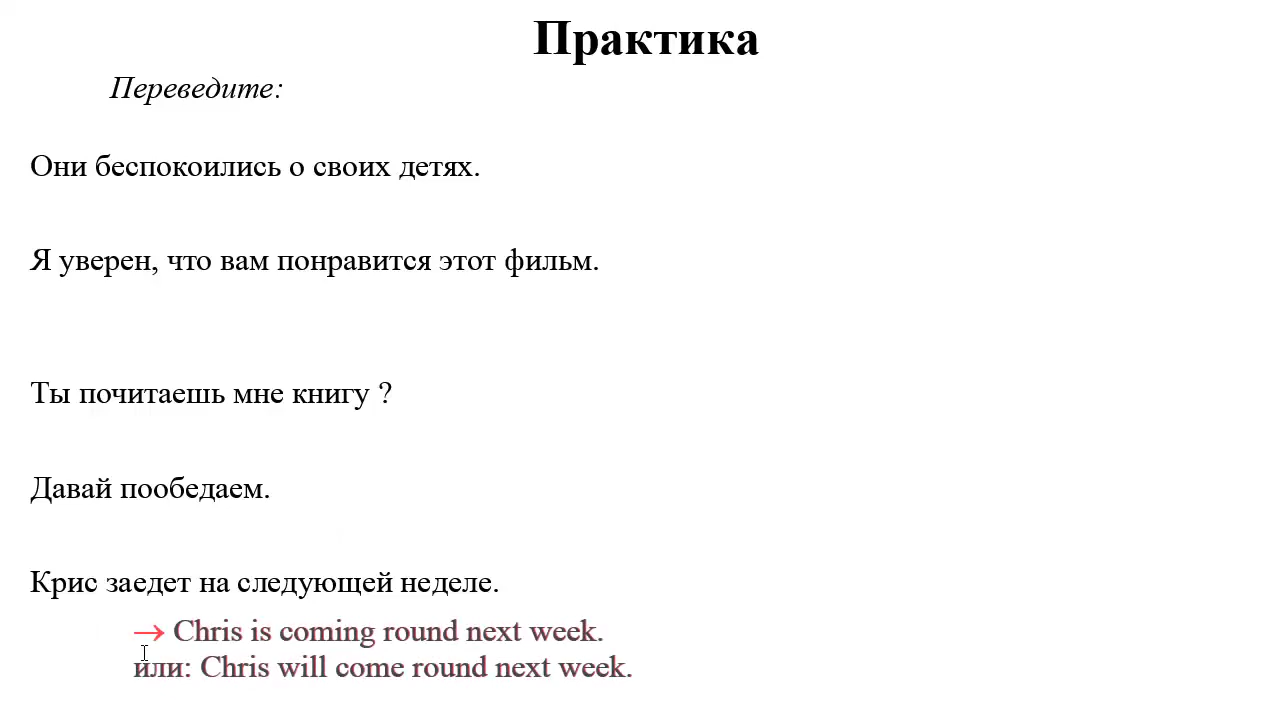 Практика
Переведите:
Они беспокоились о своих детях.
Я уверен, что вам понравится этот фильм.
Ты почитаешь мне книгу ?
Давай пообедаем.
Крис заедет на следующей неделе.
→ Chris is coming round next week.
или: Chris will come round next week.